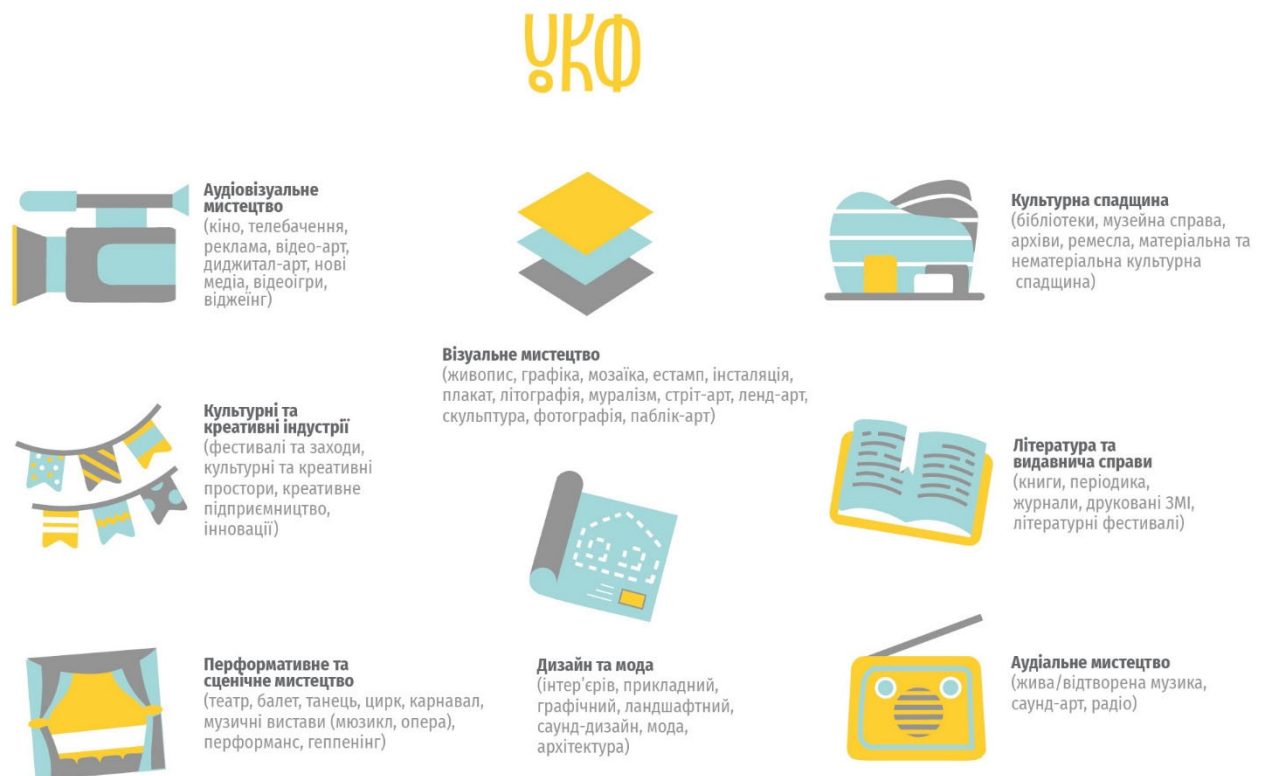 УКФ
Аудіовізуальне
мистецтво
(кіно, телебачення,
реклама, відео-арт,
диджитал-арт, нові
медіа, відеоігри,
віджеїнг)
Візуальне мистецтво
(живопис, графіка, мозаїка, естамп, інсталяція,
плакат, літографія, муралізм, стріт-арт, ленд-арт,
скульптура, фотографія, паблік-арт)
Культурна спадщина
(бібліотеки, музейна справа,
архіви, ремесла, матеріальна та
нематеріальна культурна
спадщина)
Культурні та
креативні індустрії
(фестивалі та заходи,
культурні та креативні
простори, креативне
підприємництво,
інновації)
Література та
видавнича справи
(книги, періодика,
журнали, друковані ЗМІ,
літературні фестивалі)
Перформативне та
сценічне мистецтво
(театр, балет, танець, цирк, карнавал,
музичні вистави (мюзикл, опера),
перформанс, геппенінг)
Дизайн та мода
(інтер’єрів, прикладний,
графічний, ландшафтний,
саунд-дизайн, мода,
архітектура)
Аудіальне мистецтво
(жива/відтворена музика,
саунд-арт, радіо)